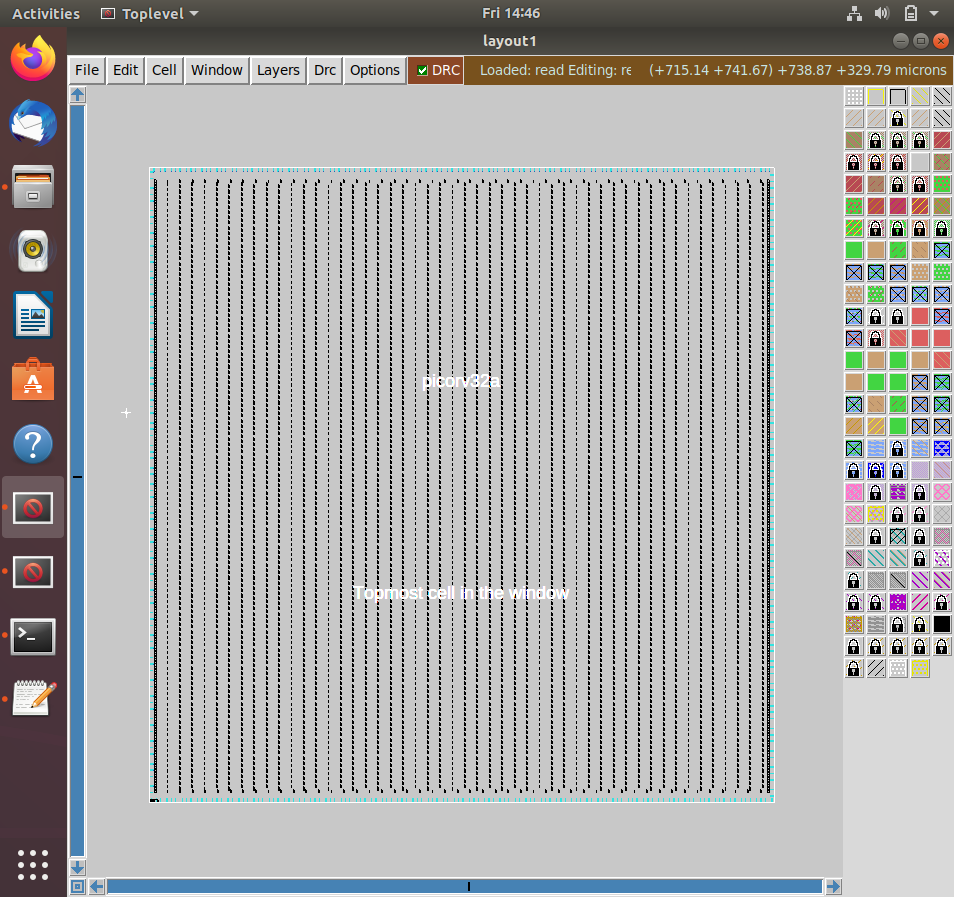 Activities
Toplevel
Fri 14:46
layout1
File
Edit
Cell
Window
Layers
Drc
Options
DRC
Loaded: read Editing: re
(+715.14 +741.67) +738.87 +329.79 microns
picorv32a
Topmost cell in the window